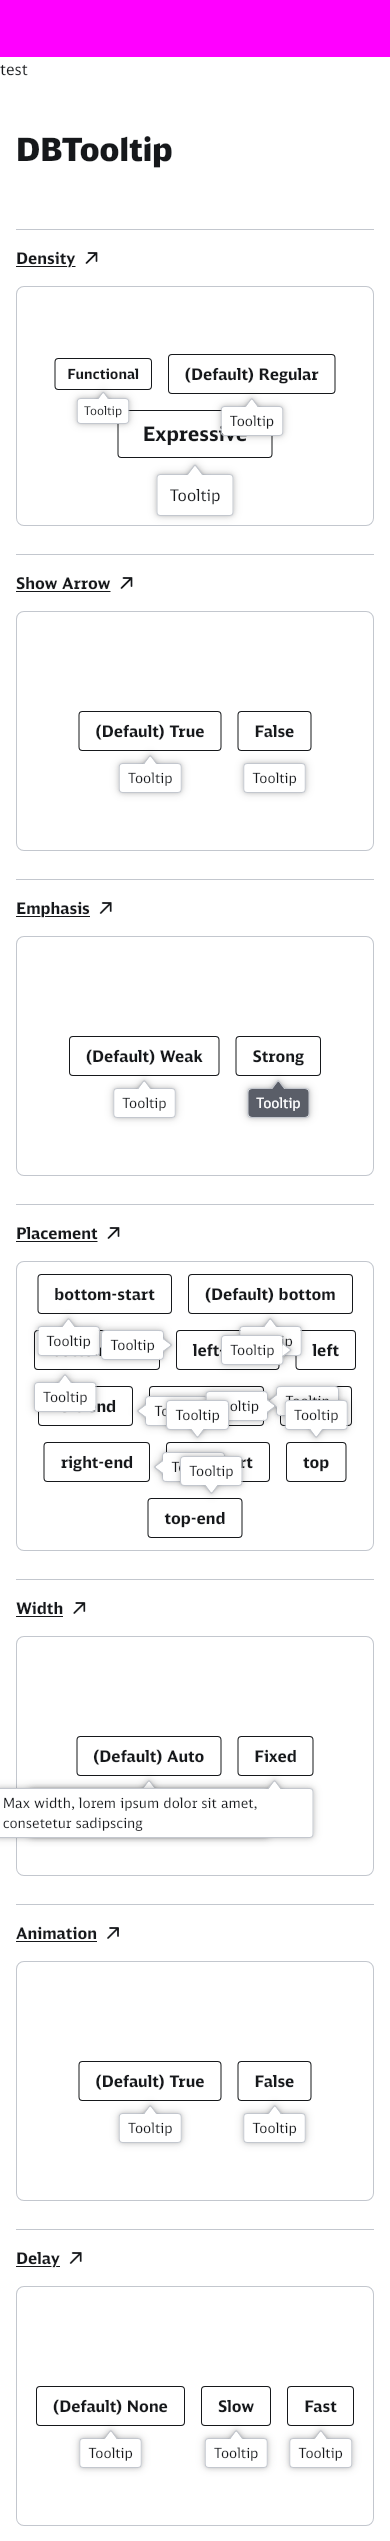 test
DBTooltip
Density
Functional
(Default) Regular
Tooltip
Tooltip
Expressive
Tooltip
Show Arrow
(Default) True
False
Tooltip
Tooltip
Emphasis
(Default) Weak
Strong
Tooltip
Tooltip
Placement
bottom-start
(Default) bottom
Tooltip
Tooltip
left-
Tooltip
left
Tooltip
Tooltip
Tooltip
right-end
Tooltip
top
top-end
Width
(Default) Auto
Fixed
Max width, lorem ipsum dolor sit amet,
consetetur sadipscing
Animation
(Default) True
False
Tooltip
Tooltip
Delay
(Default) None
Slow
Fast
Tooltip
Tooltip
Tooltip